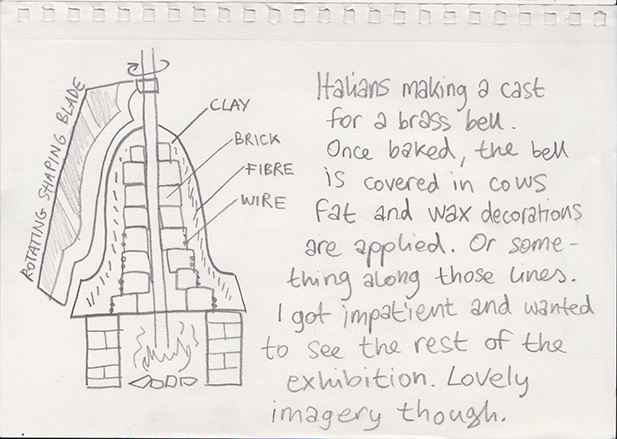 ROTATING SHAPING BLADE
CLAY
BRICK
FIBRE
WIRE
Italians making a cast
for a brass bell.
Once baked, the bell
is covered in cows
fat and wax decorations
are applied. Or some-
thing along those lines.
I got impatient and wanted
to see the rest of the
exhibition. Lovely
imagery though.